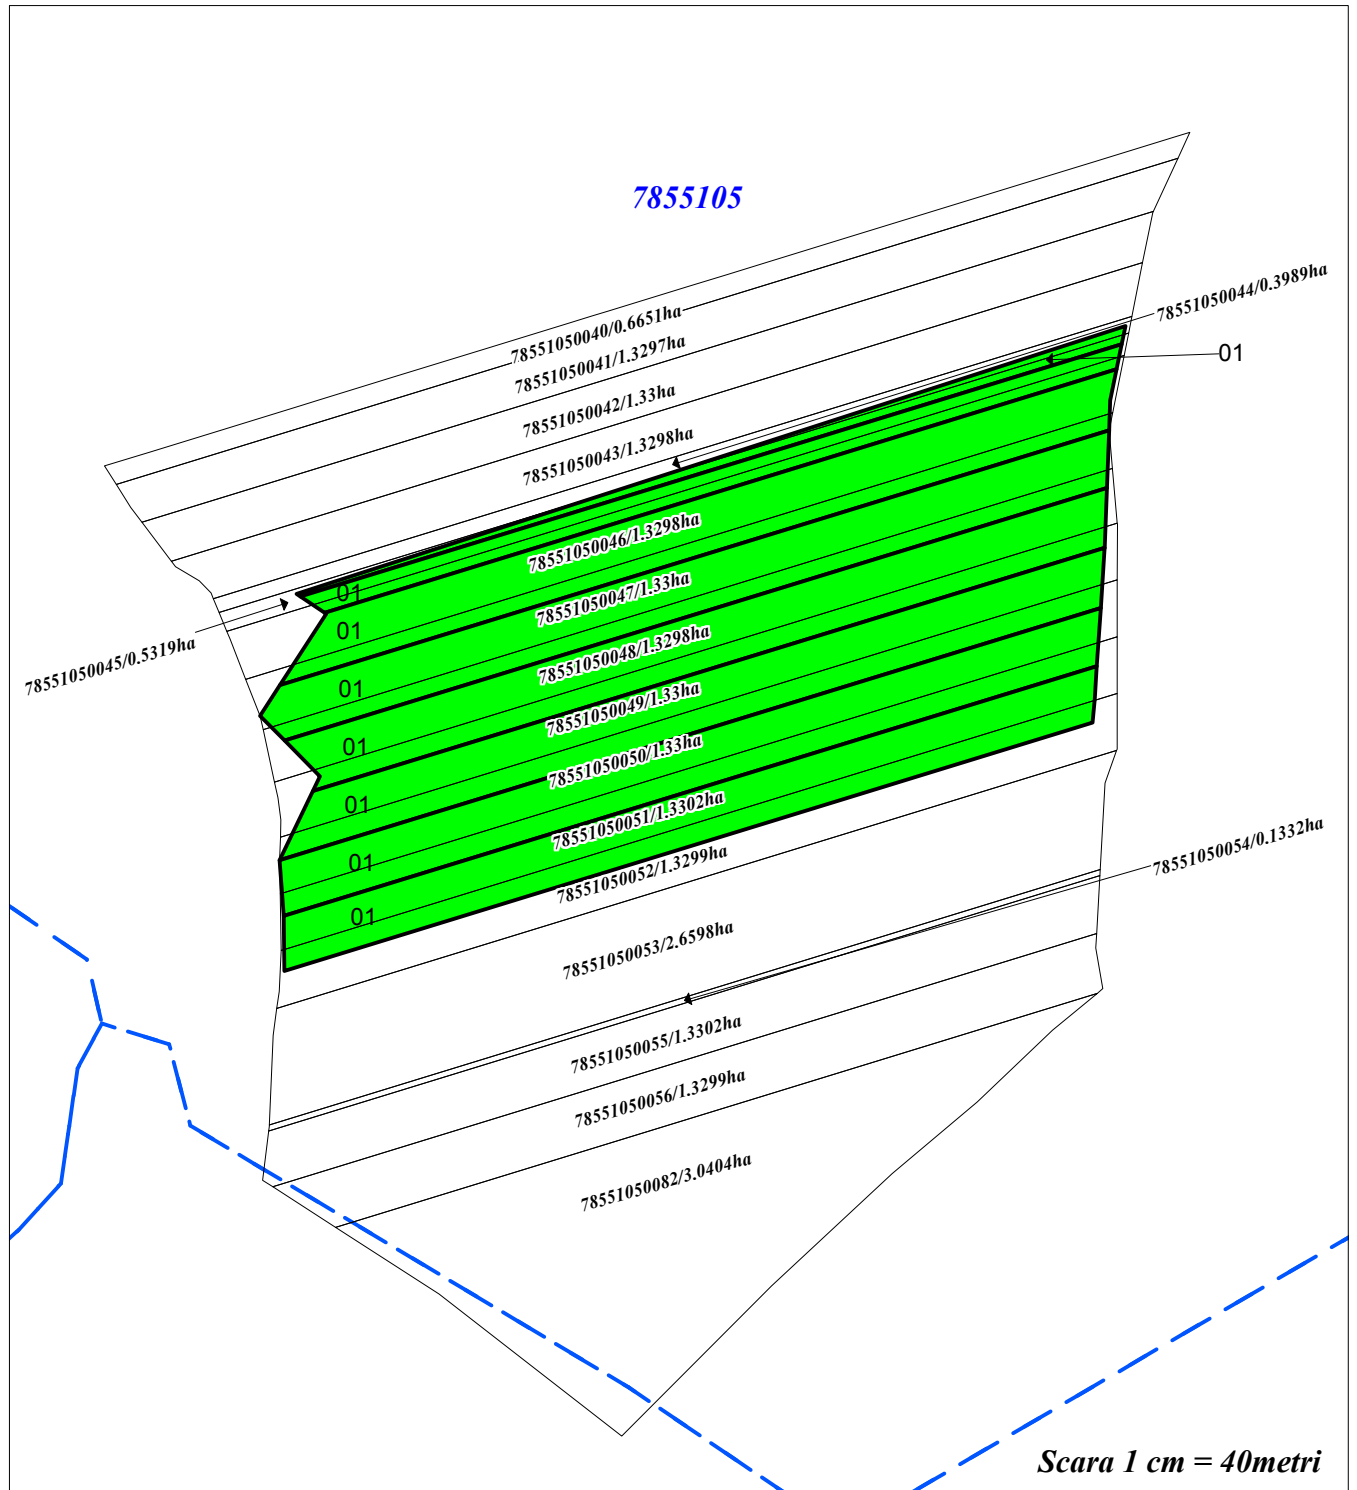 7855105
78551050040/0.6651ha
78551050041/1.3297ha
78551050042/1.33ha
78551050043/1.3298ha
78551050044/0.3989ha
01
78551050046/1.3298ha
01
78551050047/1.33ha
01
78551050045/0.5319ha
78551050048/1.3298ha
01
78551050049/1.33ha
01
78551050050/1.33ha
01
78551050051/1.3302ha
01
78551050052/1.3299ha
78551050054/0.1332ha
01
78551050053/2.6598ha
78551050055/1.3302ha
78551050056/1.3299ha
78551050082/3.0404ha
Scara 1 cm = 40metri